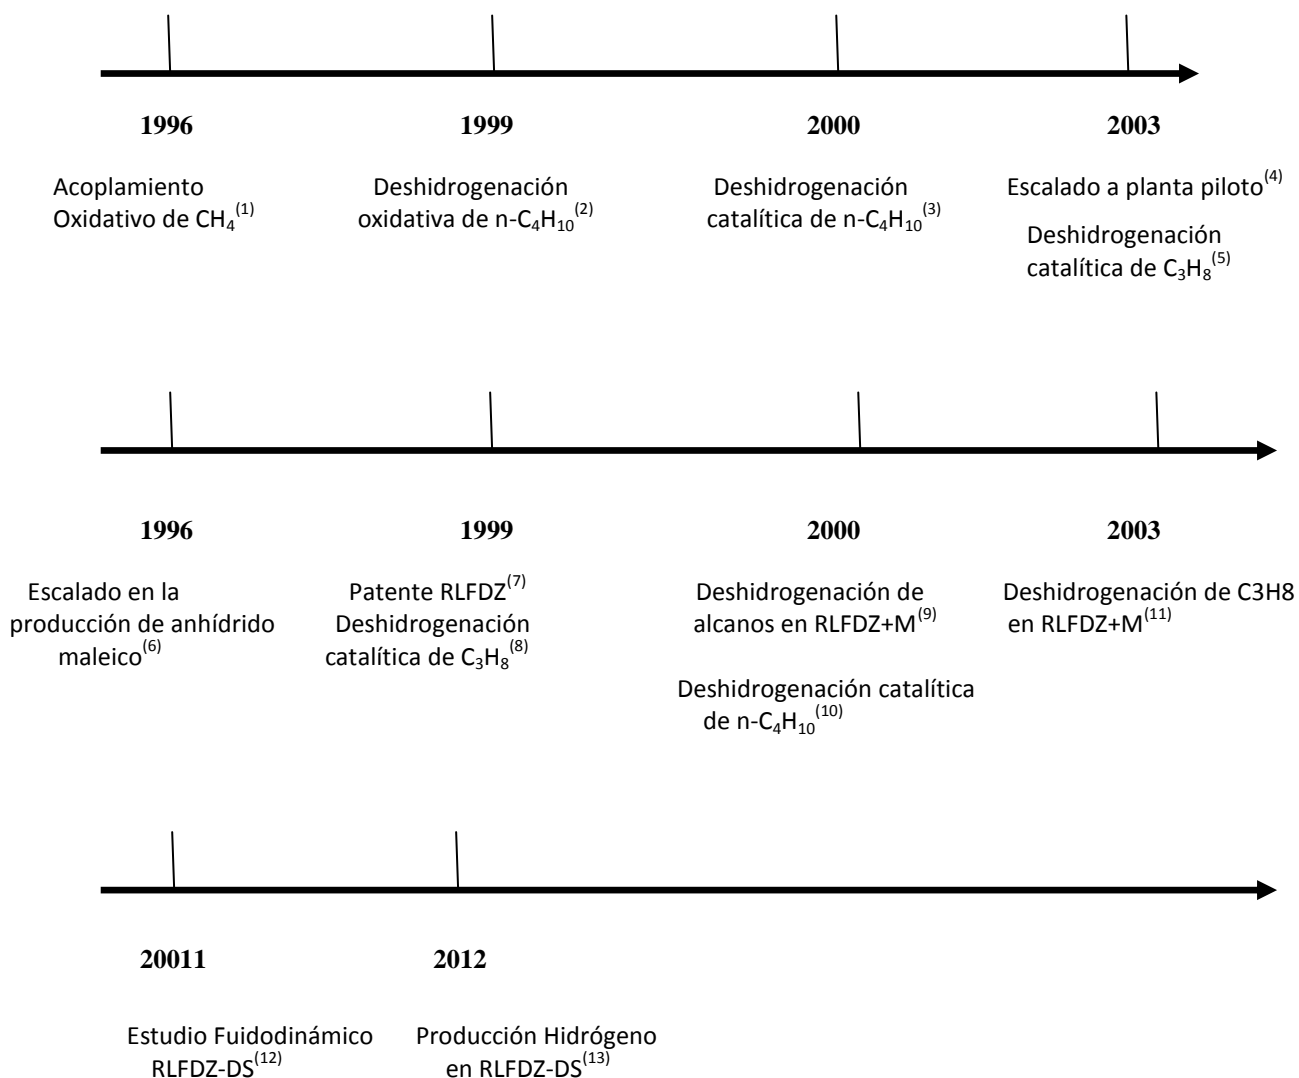 1996 1999 2000 2003
Acoplamiento
Oxidativo de CH₄⁽¹⁾
Deshidrogenación
oxidativa de n-C₄H₁₀⁽²⁾
Deshidrogenación
catalítica de n-C₄H₁₀⁽³⁾
Escalado a planta piloto⁽⁴⁾
Deshidrogenación
catalítica de C₃H₈⁽⁵⁾
1996 1999 2000 2003
Escalado en la
producción de anhídrido
maleico⁽⁶⁾
Patente RLFDZ⁽⁷⁾
Deshidrogenación
catalítica de C₃H₈⁽⁸⁾
Deshidrogenación de
alcanos en RLFDZ+M⁽⁹⁾
Deshidrogenación catalítica
de n-C₄H₁₀⁽¹⁰⁾
Deshidrogenación de C3H8
en RLFDZ+M⁽¹¹⁾
20011 2012
Estudio Fuidodinámico
RLFDZ-DS⁽¹²⁾
Producción Hidrógeno
en RLFDZ-DS⁽¹³⁾